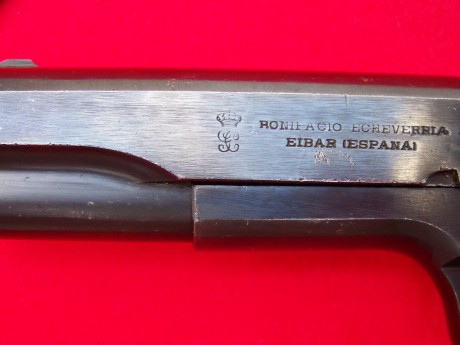 BONIFACIO ECHEVERRIA
EIBAR (ESPAÑA)